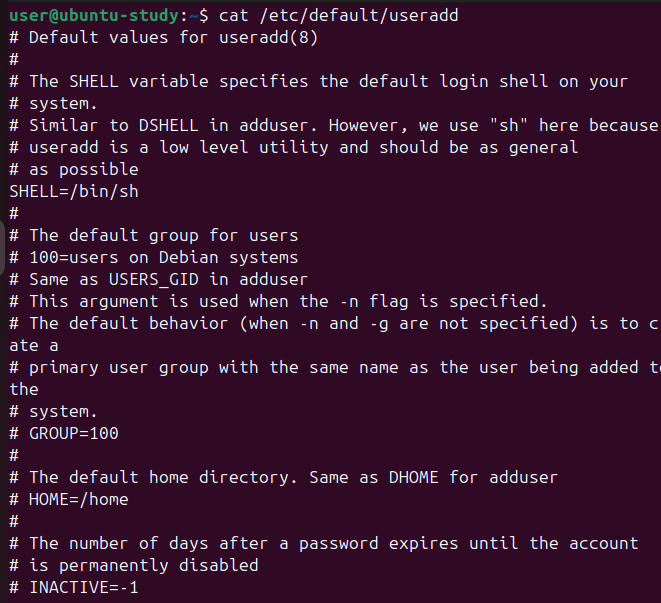 user@ubuntu-study:~$ cat /etc/default/useradd
# Default values for useradd(8)
#
# The SHELL variable specifies the default login shell on your
# system.
# Similar to DSHELL in adduser. However, we use "sh" here because
# useradd is a low level utility and should be as general
# as possible
SHELL=/bin/sh
#
# The default group for users
# 100=users on Debian systems
# Same as USERS_GID in adduser
# This argument is used when the -n flag is specified.
# The default behavior (when -n and -g are not specified) is to c
ate a
# primary user group with the same name as the user being added to
the
# system.
# GROUP=100
#
# The default home directory. Same as DHOME for adduser
# HOME=/home
#
# The number of days after a password expires until the account
# is permanently disabled
# INACTIVE=-1